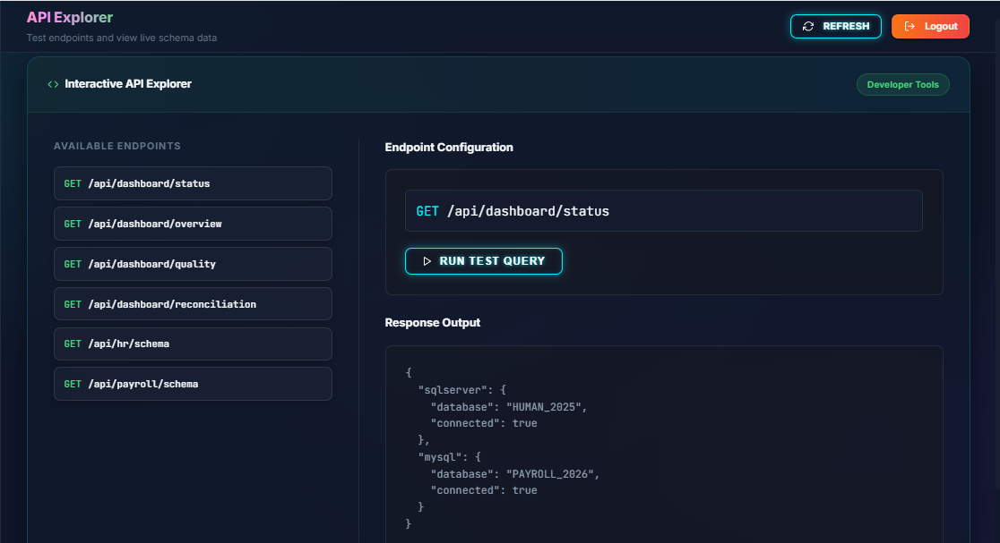 API Explorer
Test endpoints and view live schema data
REFRESH
Logout
Interactive API Explorer
Developer Tools
AVAILABLE ENDPOINTS
GET /api/dashboard/status
GET /api/dashboard/overview
GET /api/dashboard/quality
GET /api/dashboard/reconciliation
GET /api/hr/schema
GET /api/payroll/schema
Endpoint Configuration
GET /api/dashboard/status
RUN TEST QUERY
Response Output
{
  "sqlserver": {
    "database": "HUMAN_2025",
    "connected": true
  },
  "mysql": {
    "database": "PAYROLL_2026",
    "connected": true
  }
}